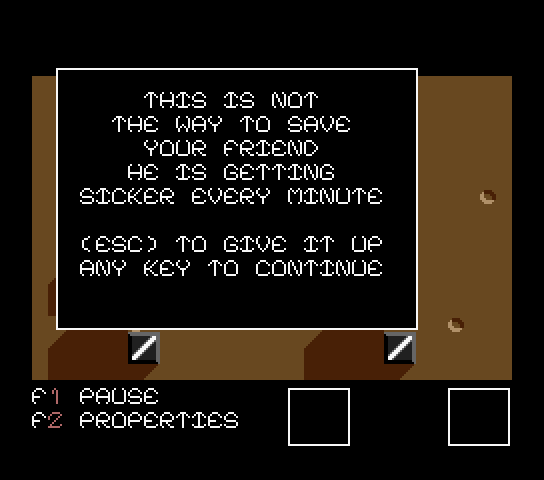 THIS IS NOT
THE WAY TO SAVE
YOUR FRIEND
HE IS GETTING
SICKER EVERY MINUTE
(ESC) TO GIVE IT UP
ANY KEY TO CONTINUE
F1 PAUSE
F2 PROPERTIES